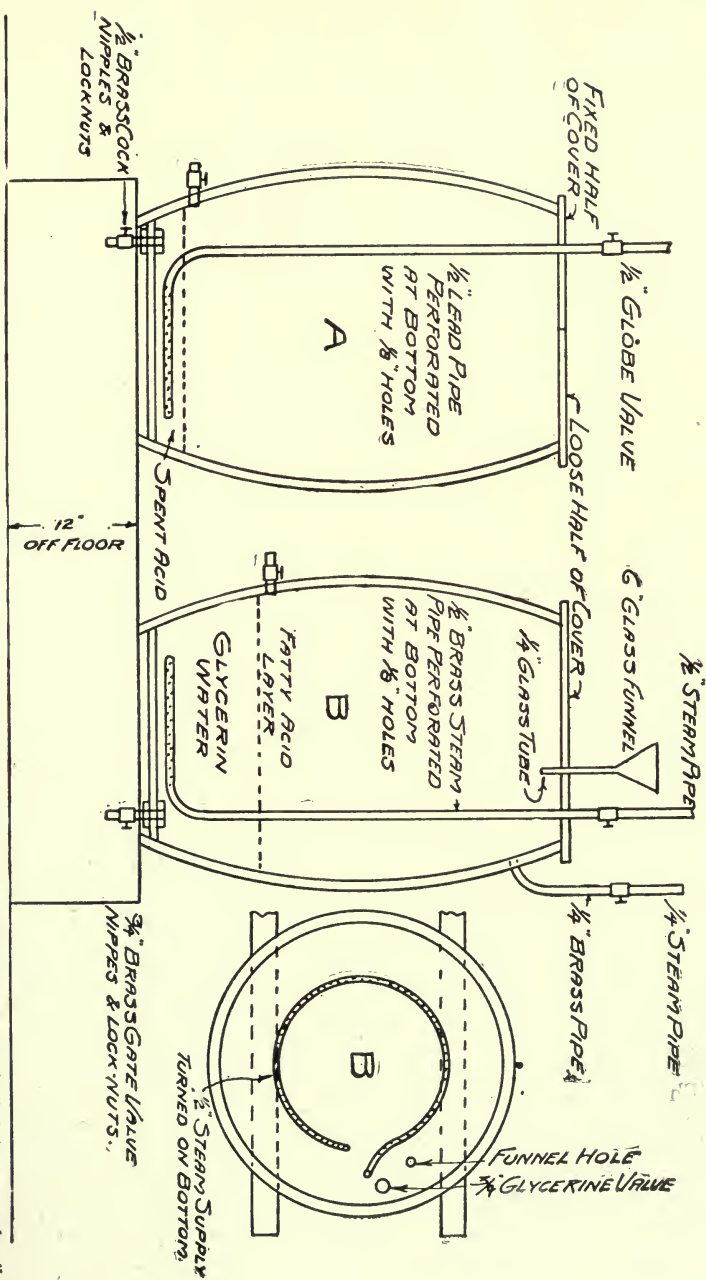 ½" STEAM PIPE
¼" STEAM PIPE
6" GLASS FUNNEL
½" GLOBE VALVE
LOOSE HALF OF COVER
FIXED HALF
OF COVER
¼" BRASS PIPE
¼" GLASS TUBE
½" LEAD PIPE
PERFORATED
AT BOTTOM
WITH ⅛" HOLES
A
½" BRASS STEAM
PIPE PERFORATED
AT BOTTOM
WITH ⅛" HOLES
B
FATTY ACID
LAYER
GLYCERIN
WATER
SPENT ACID
½" BRASS COCK
NIPPLES &
LOCKNUTS
12"
OFF FLOOR
¾" BRASS GATE VALVE
NIPPES & LOCK NUTS.
B
FUNNEL HOLE
¾" GLYCERINE VALVE
½" STEAM SUPPLY
TURNED ON BOTTOM.